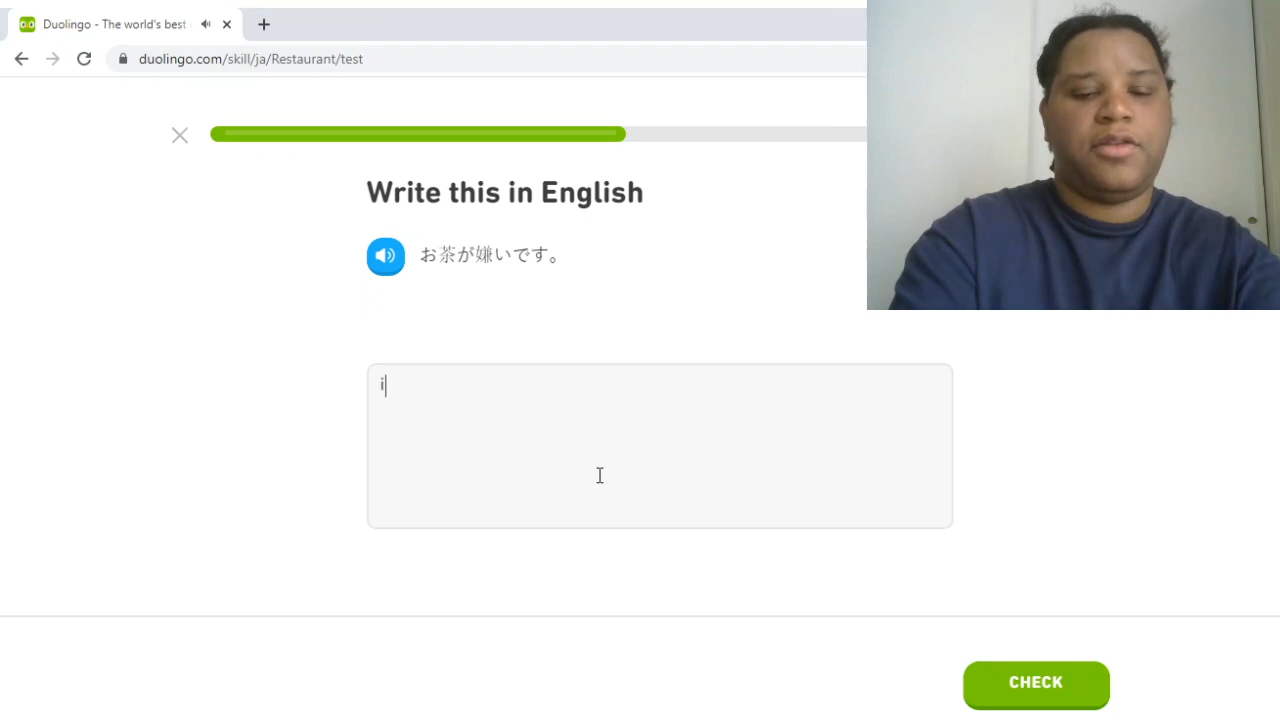 Duolingo - The world's best
duolingo.com/skill/ja/Restaurant/test
Write this in English
お茶が嫌いです。
i
CHECK